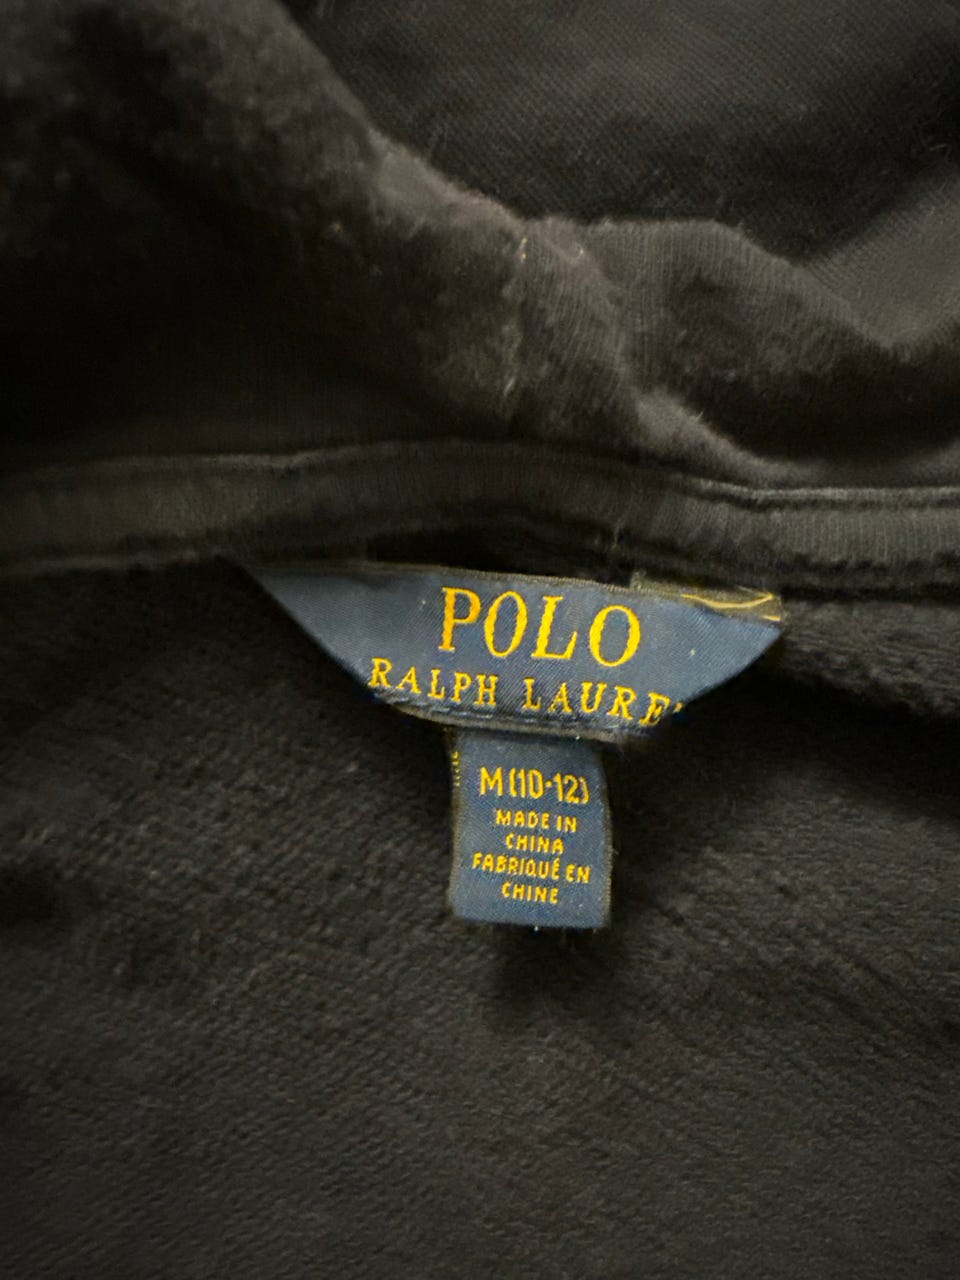 POLO
RALPH LAURE
M (10-12)
MADE IN
CHINA
FABRIQUÉ EN
CHINE